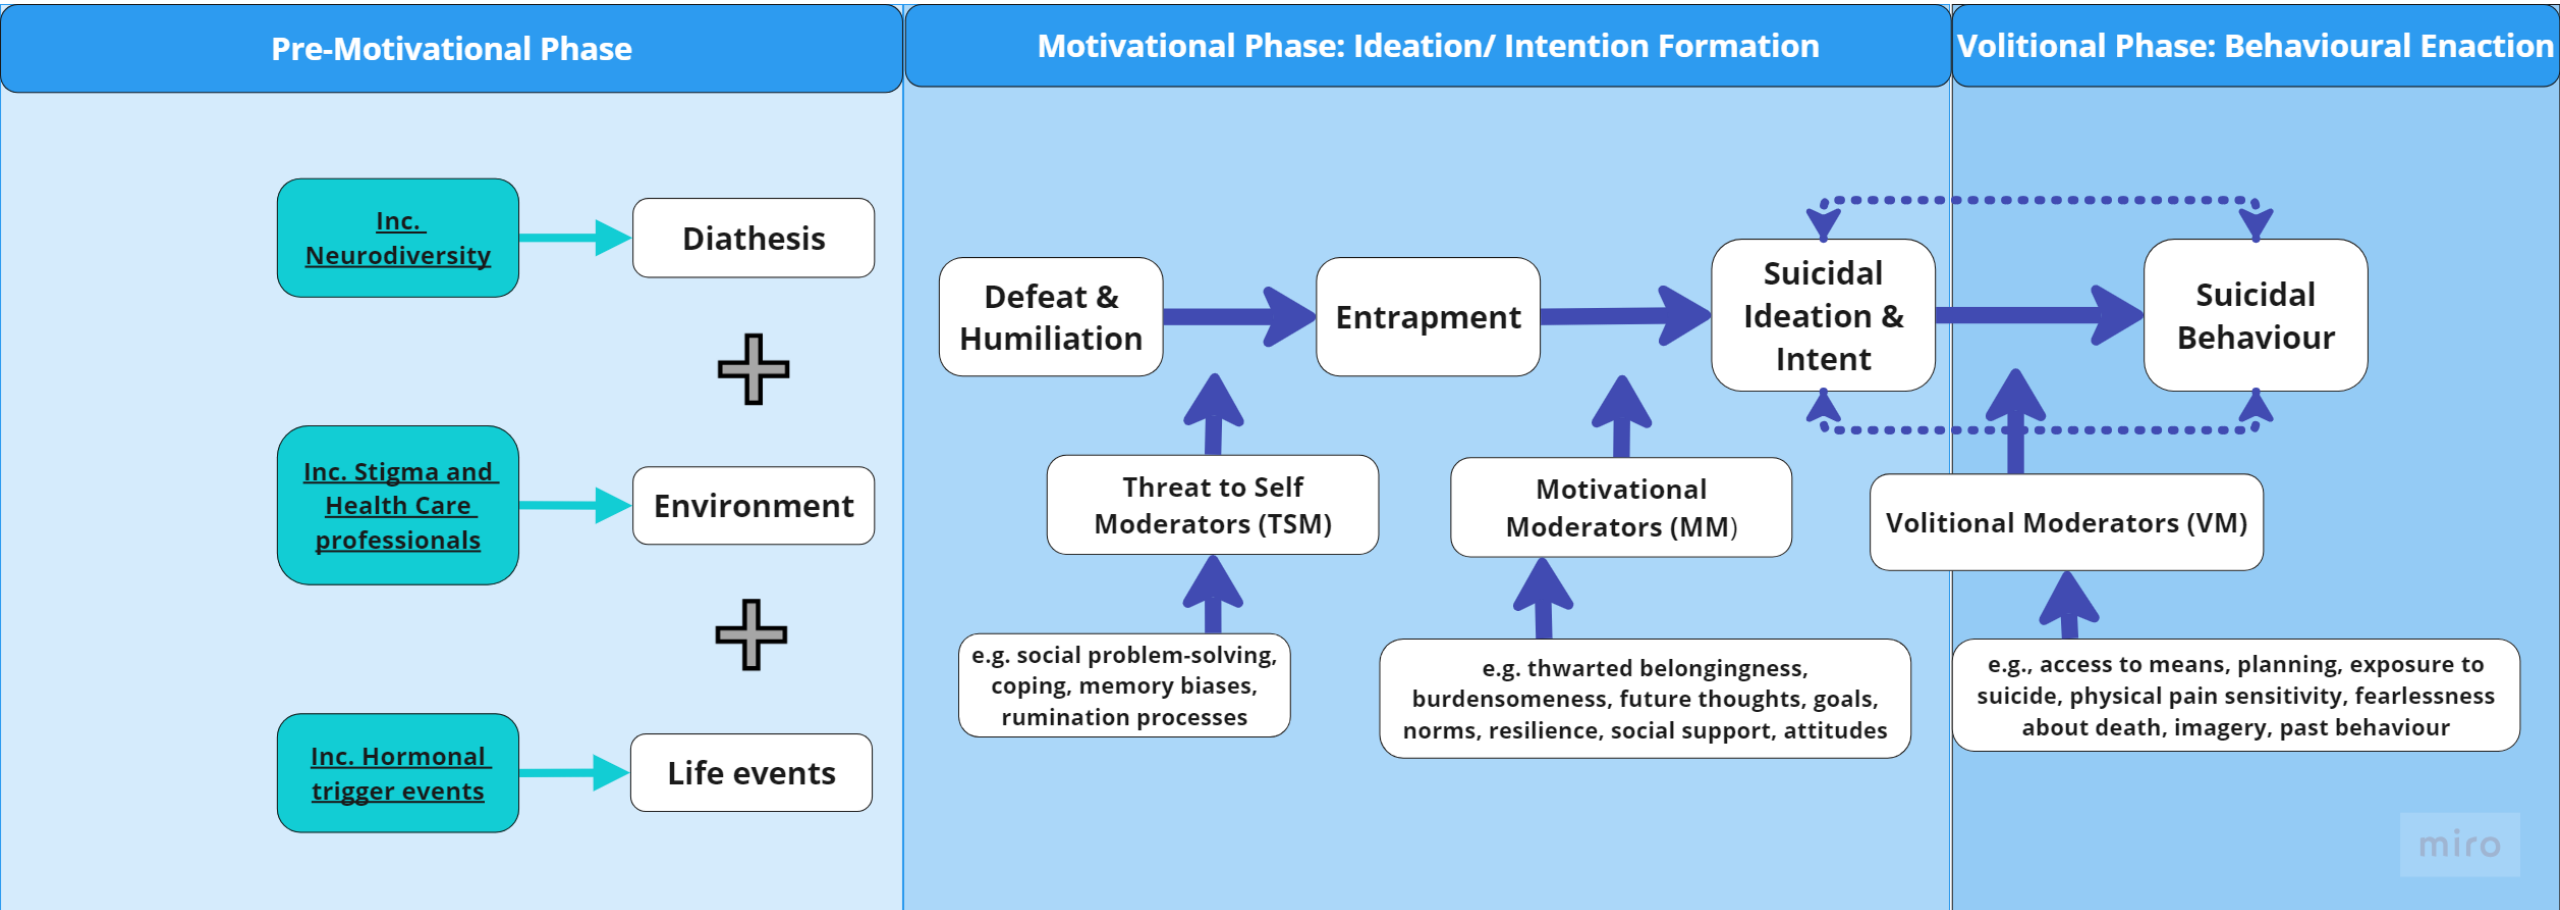 Pre-Motivational Phase
Motivational Phase: Ideation/ Intention Formation
Volitional Phase: Behavioural Enaction
Inc.
Neurodiversity
Diathesis
Inc. Stigma and
Health Care
professionals
Environment
Inc. Hormonal
trigger events
Life events
Defeat &
Humiliation
Entrapment
Suicidal
Ideation &
Intent
Suicidal
Behaviour
Threat to Self
Moderators (TSM)
Motivational
Moderators (MM)
Volitional Moderators (VM)
e.g. social problem-solving,
coping, memory biases,
rumination processes
e.g. thwarted belongingness,
burdensomeness, future thoughts, goals,
norms, resilience, social support, attitudes
e.g., access to means, planning, exposure to
suicide, physical pain sensitivity, fearlessness
about death, imagery, past behaviour
miro